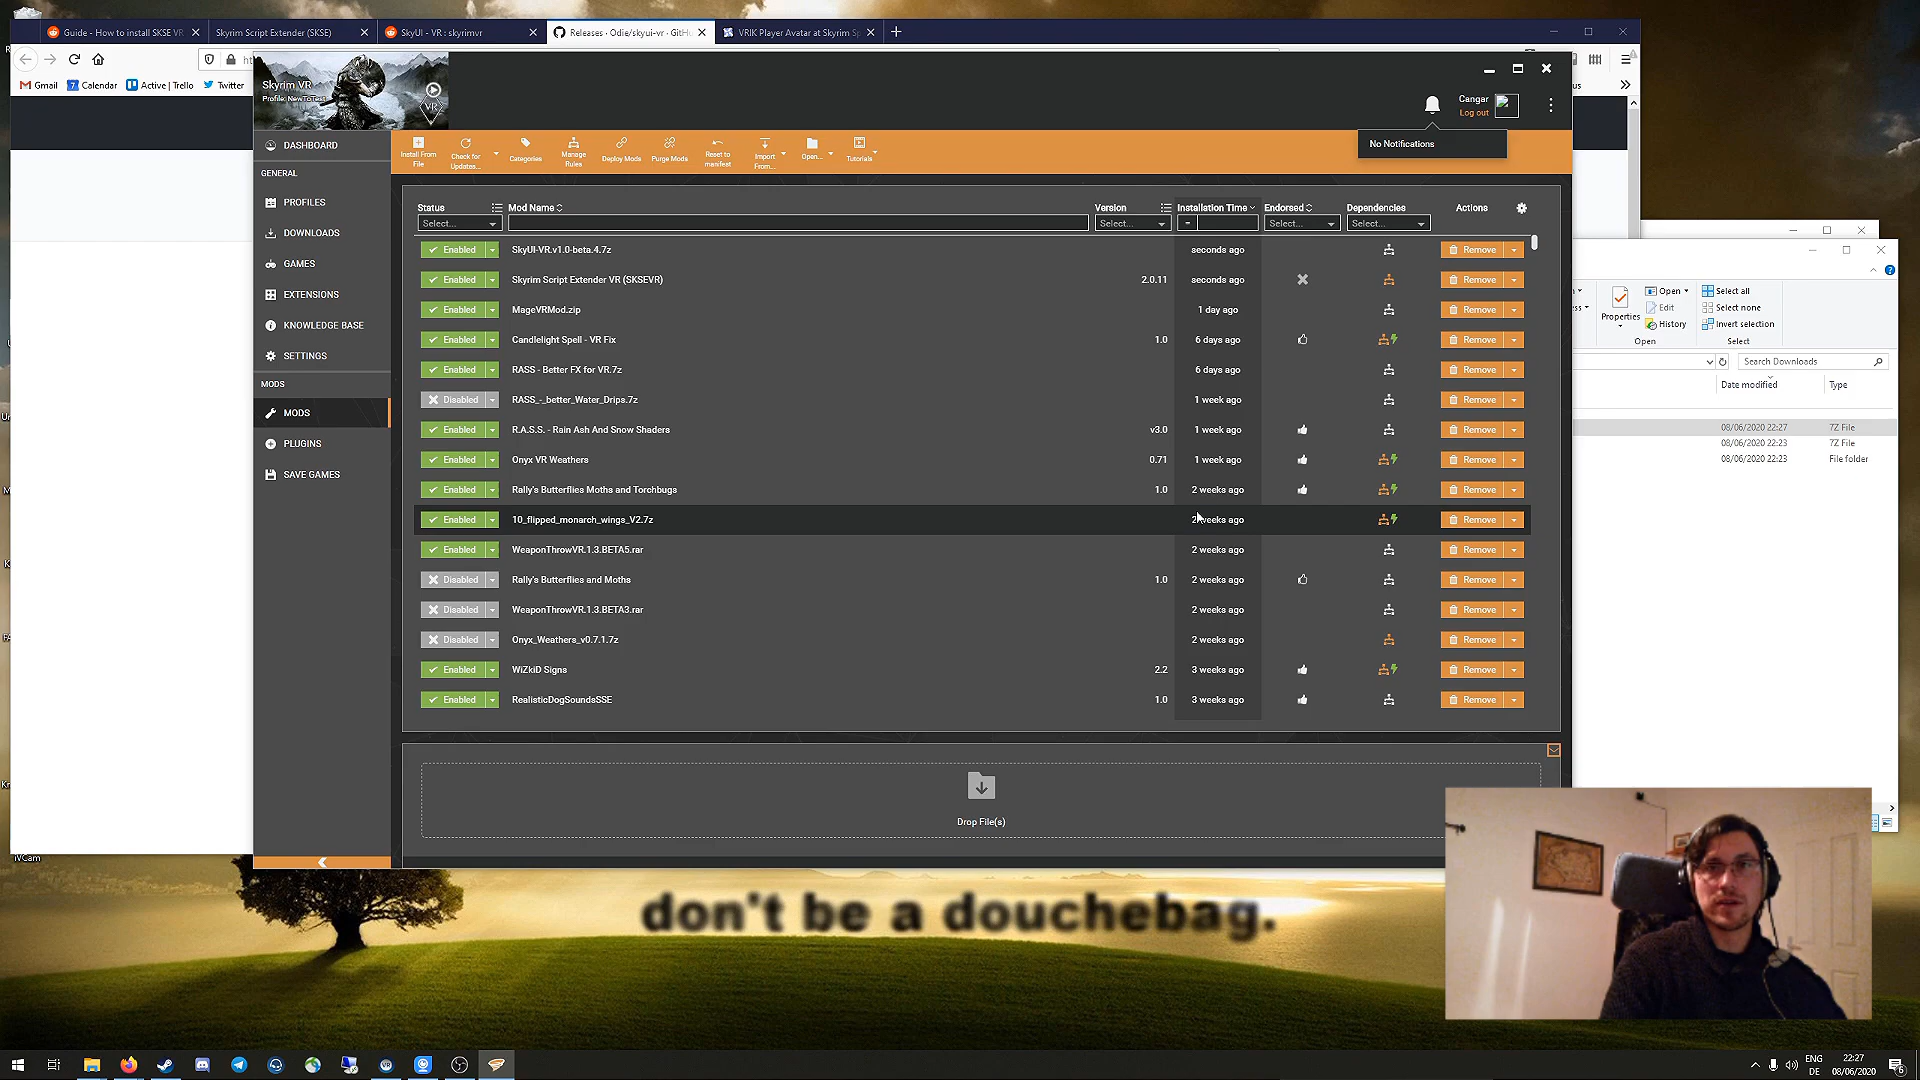 Guide - How to install SKSE VR
Skyrim Script Extender (SKSE)
SkyUI - VR : skyrimvr
Releases · Odie/skyui-vr · GitHu
VRIK Player Avatar at Skyrim Sp
Gmail
Calendar
Active | Trello
Twitter
Skyrim VR
Profile: NewToTest
VR
Cangar
Log out
No Notifications
Install From File
Check for Updates...
Categories
Manage Rules
Deploy Mods
Purge Mods
Reset to manifest
Import From...
Open...
Tutorials
DASHBOARD
GENERAL
PROFILES
DOWNLOADS
GAMES
EXTENSIONS
KNOWLEDGE BASE
SETTINGS
MODS
MODS
PLUGINS
SAVE GAMES
Status Mod Name Version Installation Time Endorsed Dependencies Actions
Select... Select... = Select... Select...
Enabled SkyUI-VR.v1.0-beta.4.7z seconds ago Remove
Enabled Skyrim Script Extender VR (SKSEVR) 2.0.11 seconds ago Remove
Enabled MageVRMod.zip 1 day ago Remove
Enabled Candlelight Spell - VR Fix 1.0 6 days ago Remove
Enabled RASS - Better FX for VR.7z 6 days ago Remove
Disabled RASS_-_better_Water_Drips.7z 1 week ago Remove
Enabled R.A.S.S. - Rain Ash And Snow Shaders v3.0 1 week ago Remove
Enabled Onyx VR Weathers 0.71 1 week ago Remove
Enabled Rally's Butterflies Moths and Torchbugs 1.0 2 weeks ago Remove
Enabled 10_flipped_monarch_wings_V2.7z 2 weeks ago Remove
Enabled WeaponThrowVR.1.3.BETA5.rar 2 weeks ago Remove
Disabled Rally's Butterflies and Moths 1.0 2 weeks ago Remove
Disabled WeaponThrowVR.1.3.BETA3.rar 2 weeks ago Remove
Disabled Onyx_Weathers_v0.7.1.7z 2 weeks ago Remove
Enabled WiZkiD Signs 2.2 3 weeks ago Remove
Enabled RealisticDogSoundsSSE 1.0 3 weeks ago Remove
Drop File(s)
Properties
Open
Edit
History
Open
Select all
Select none
Invert selection
Select
Search Downloads
Date modified Type
08/06/2020 22:27 7Z File
08/06/2020 22:23 7Z File
08/06/2020 22:23 File folder
iVCam
don't be a douchebag.
ENG
DE
22:27
08/06/2020